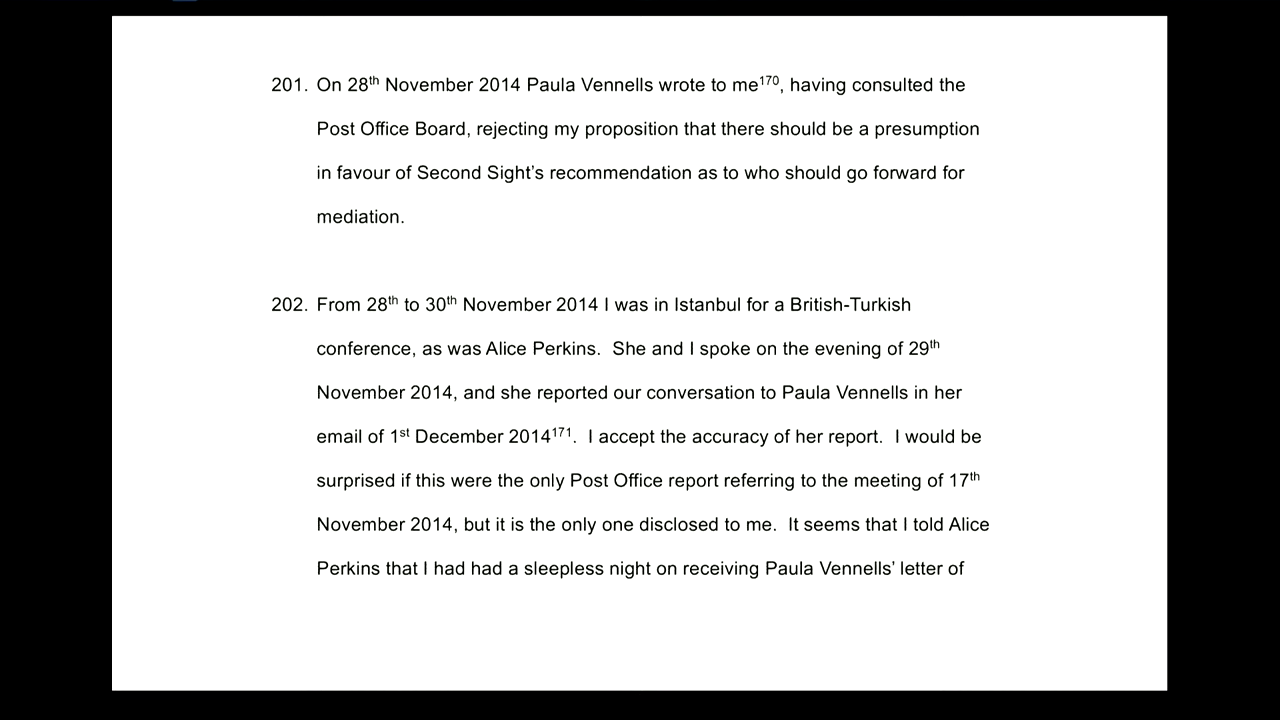 201. On 28th November 2014 Paula Vennells wrote to me170, having consulted the
Post Office Board, rejecting my proposition that there should be a presumption
in favour of Second Sight’s recommendation as to who should go forward for
mediation.
202. From 28th to 30th November 2014 I was in Istanbul for a British-Turkish
conference, as was Alice Perkins.  She and I spoke on the evening of 29th
November 2014, and she reported our conversation to Paula Vennells in her
email of 1st December 2014171.  I accept the accuracy of her report.  I would be
surprised if this were the only Post Office report referring to the meeting of 17th
November 2014, but it is the only one disclosed to me.  It seems that I told Alice
Perkins that I had had a sleepless night on receiving Paula Vennells’ letter of